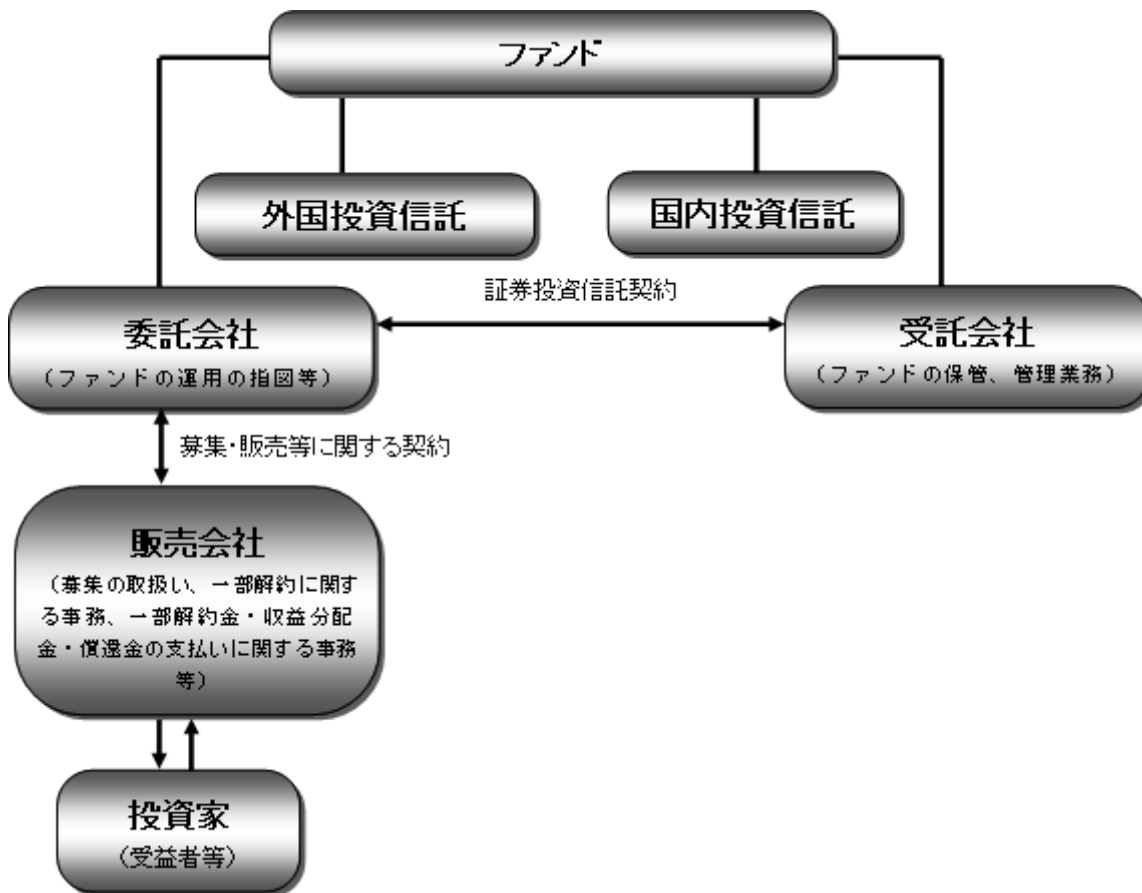 ファンド
外国投資信託
国内投資信託
証券投資信託契約
委託会社
（ファンドの運用の指図等）
受託会社
（ファンドの保管、管理業務）
募集・販売等に関する契約
販売会社
（募集の取扱い、一部解約に関す
る事務、一部解約金・収益分配
金・償還金の支払いに関する事務
等）
投資家
（受益者等）